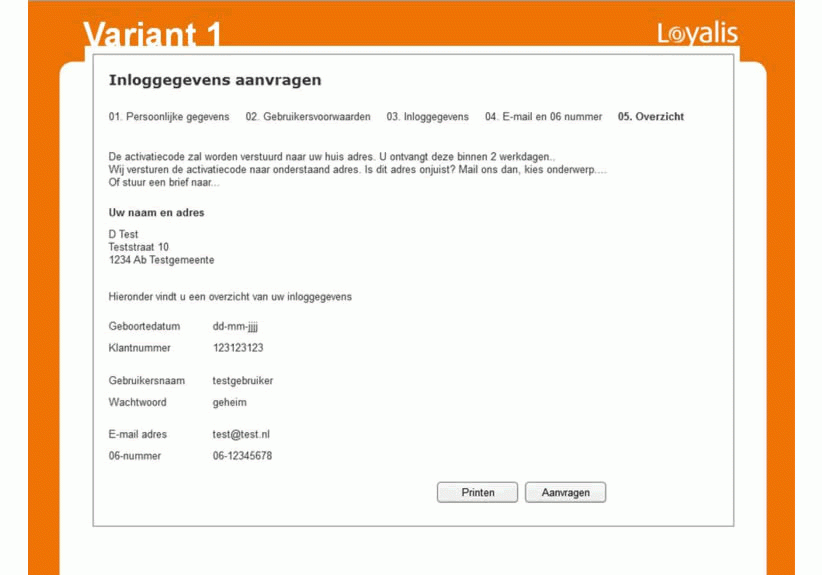 Variant 1
Loyalis
Inloggegevens aanvragen
01. Persoonlijke gegevens 02. Gebruikersvoorwaarden 03. Inloggegevens 04. E-mail en 06 nummer 05. Overzicht
De activatiecode zal worden verstuurd naar uw huis adres. U ontvangt deze binnen 2 werkdagen..
Wij versturen de activatiecode naar onderstaand adres. Is dit adres onjuist? Mail ons dan, kies onderwerp....
Of stuur een brief naar...
Uw naam en adres
D Test
Teststraat 10
1234 Ab Testgemeente
Hieronder vindt u een overzicht van uw inloggegevens
Geboortedatum dd-mm-jjjj
Klantnummer 123123123
Gebruikersnaam testgebruiker
Wachtwoord geheim
E-mail adres test@test.nl
06-nummer 06-12345678
Printen Aanvragen